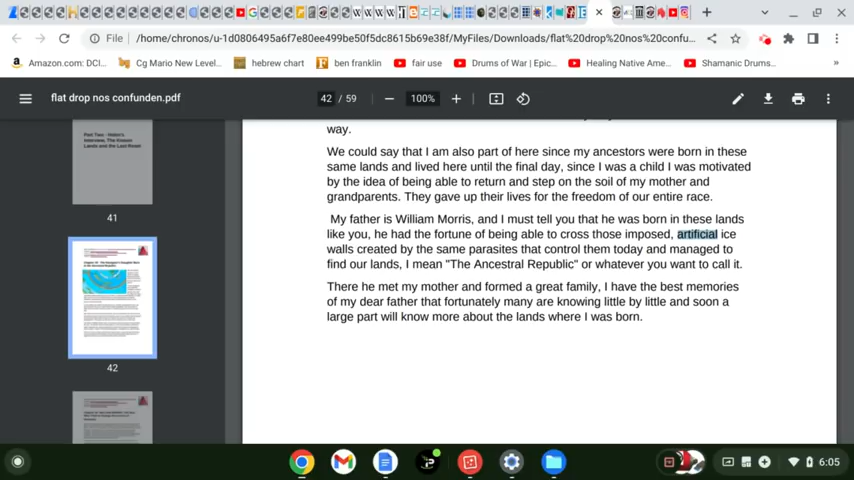 File
/home/chronos/u-1d0806495a6f7e80ee499be50f5dc8615b69e38f/MyFiles/Downloads/flat%20drop%20nos%20confu...
Amazon.com: DCI...
Cg Mario New Level...
hebrew chart
ben franklin
fair use
Drums of War | Epic...
Healing Native Ame...
Shamanic Drums...
flat drop nos confunden.pdf
42 / 59
100%
41
42
way.
We could say that I am also part of here since my ancestors were born in these
same lands and lived here until the final day, since I was a child I was motivated
by the idea of being able to return and step on the soil of my mother and
grandparents. They gave up their lives for the freedom of our entire race.
My father is William Morris, and I must tell you that he was born in these lands
like you, he had the fortune of being able to cross those imposed, artificial ice
walls created by the same parasites that control them today and managed to
find our lands, I mean "The Ancestral Republic" or whatever you want to call it.
There he met my mother and formed a great family, I have the best memories
of my dear father that fortunately many are knowing little by little and soon a
large part will know more about the lands where I was born.
6:05